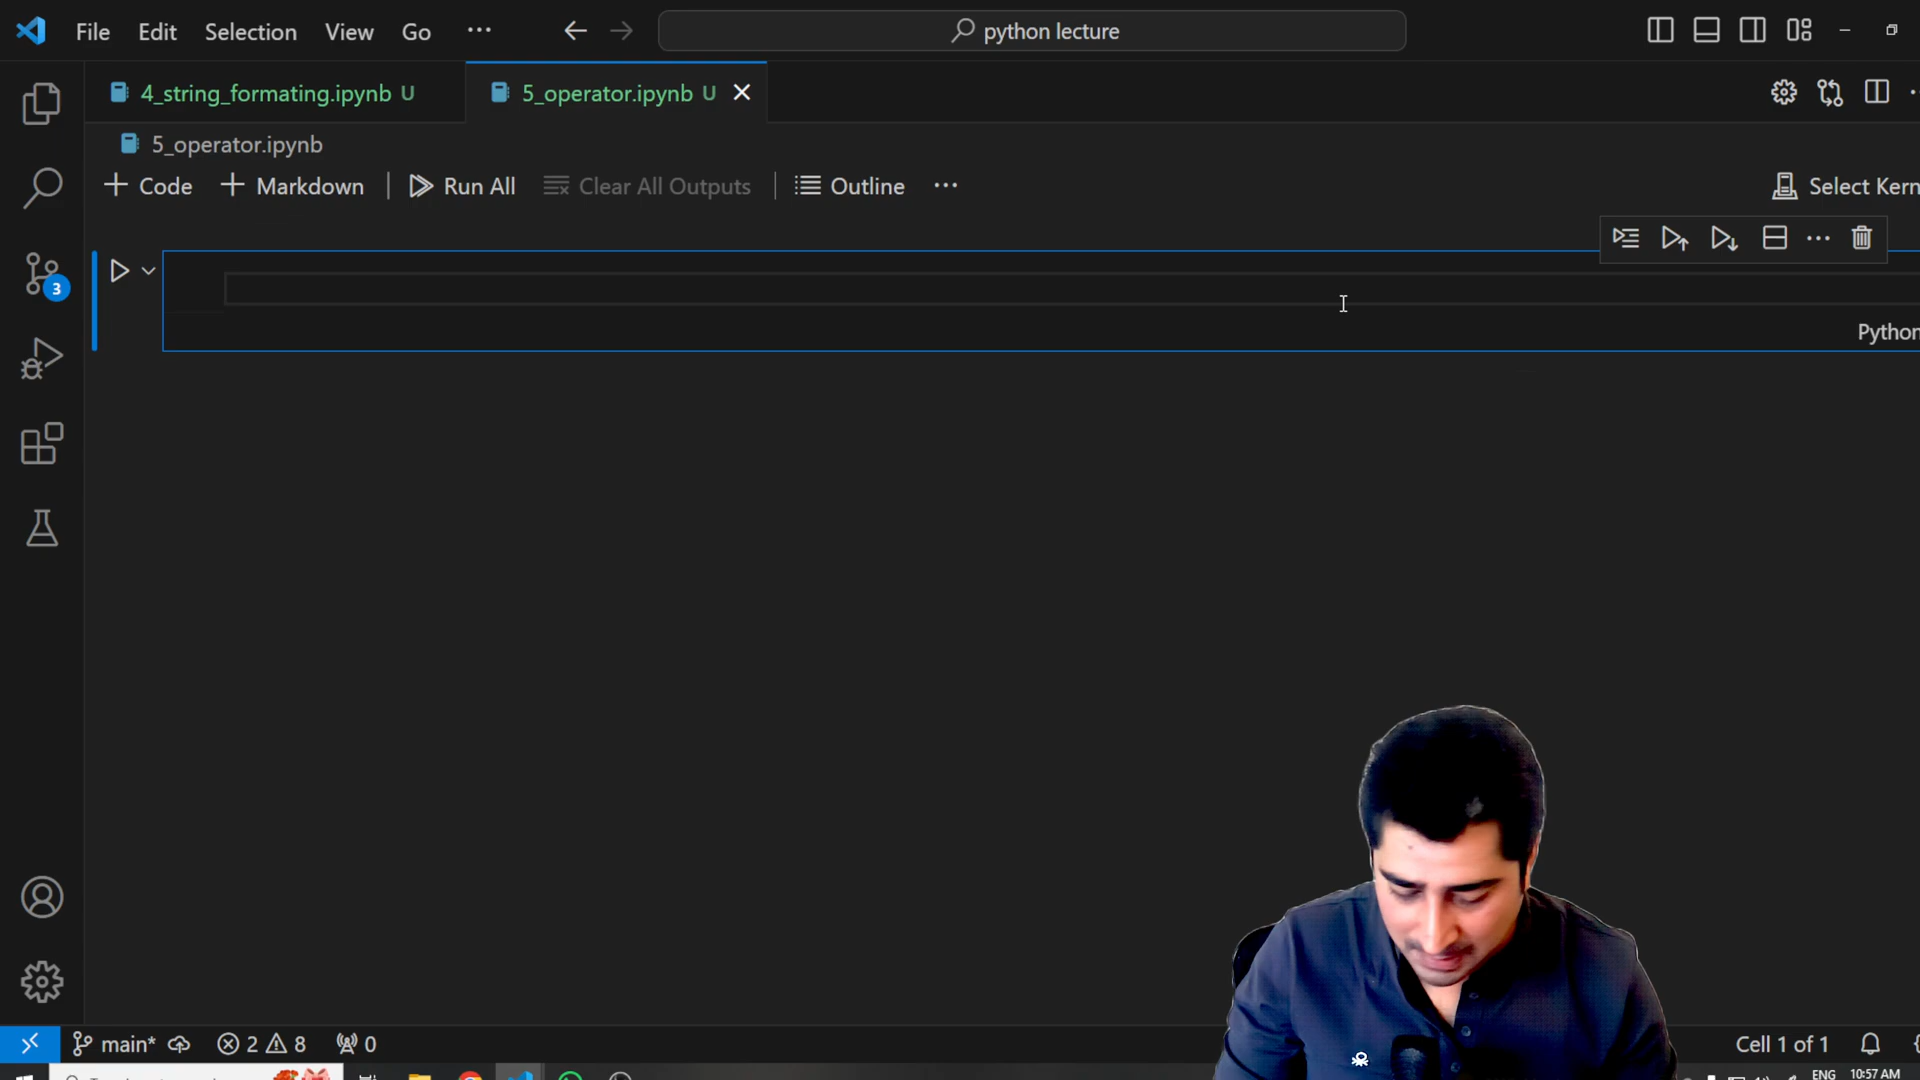 File Edit Selection View Go ··· python lecture
4_string_formating.ipynb U 5_operator.ipynb U
5_operator.ipynb
Code Markdown Run All Clear All Outputs Outline ··· Select Kern
Python
3
main* 2 8 0 Cell 1 of 1
ENG 10:57 AM